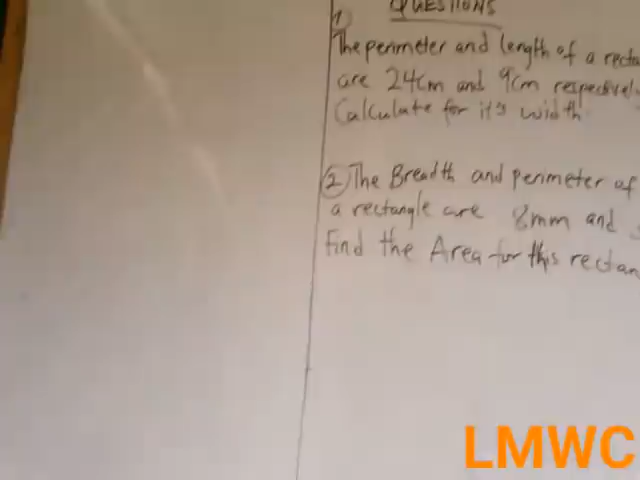 QUESTIONS
1)
The perimeter and length of a recta
are 24cm and 9cm respectivel
Calculate for it's width.
② The Breadth and perimeter of
a rectangle are 8mm and
find the Area for this rectan
LMWC